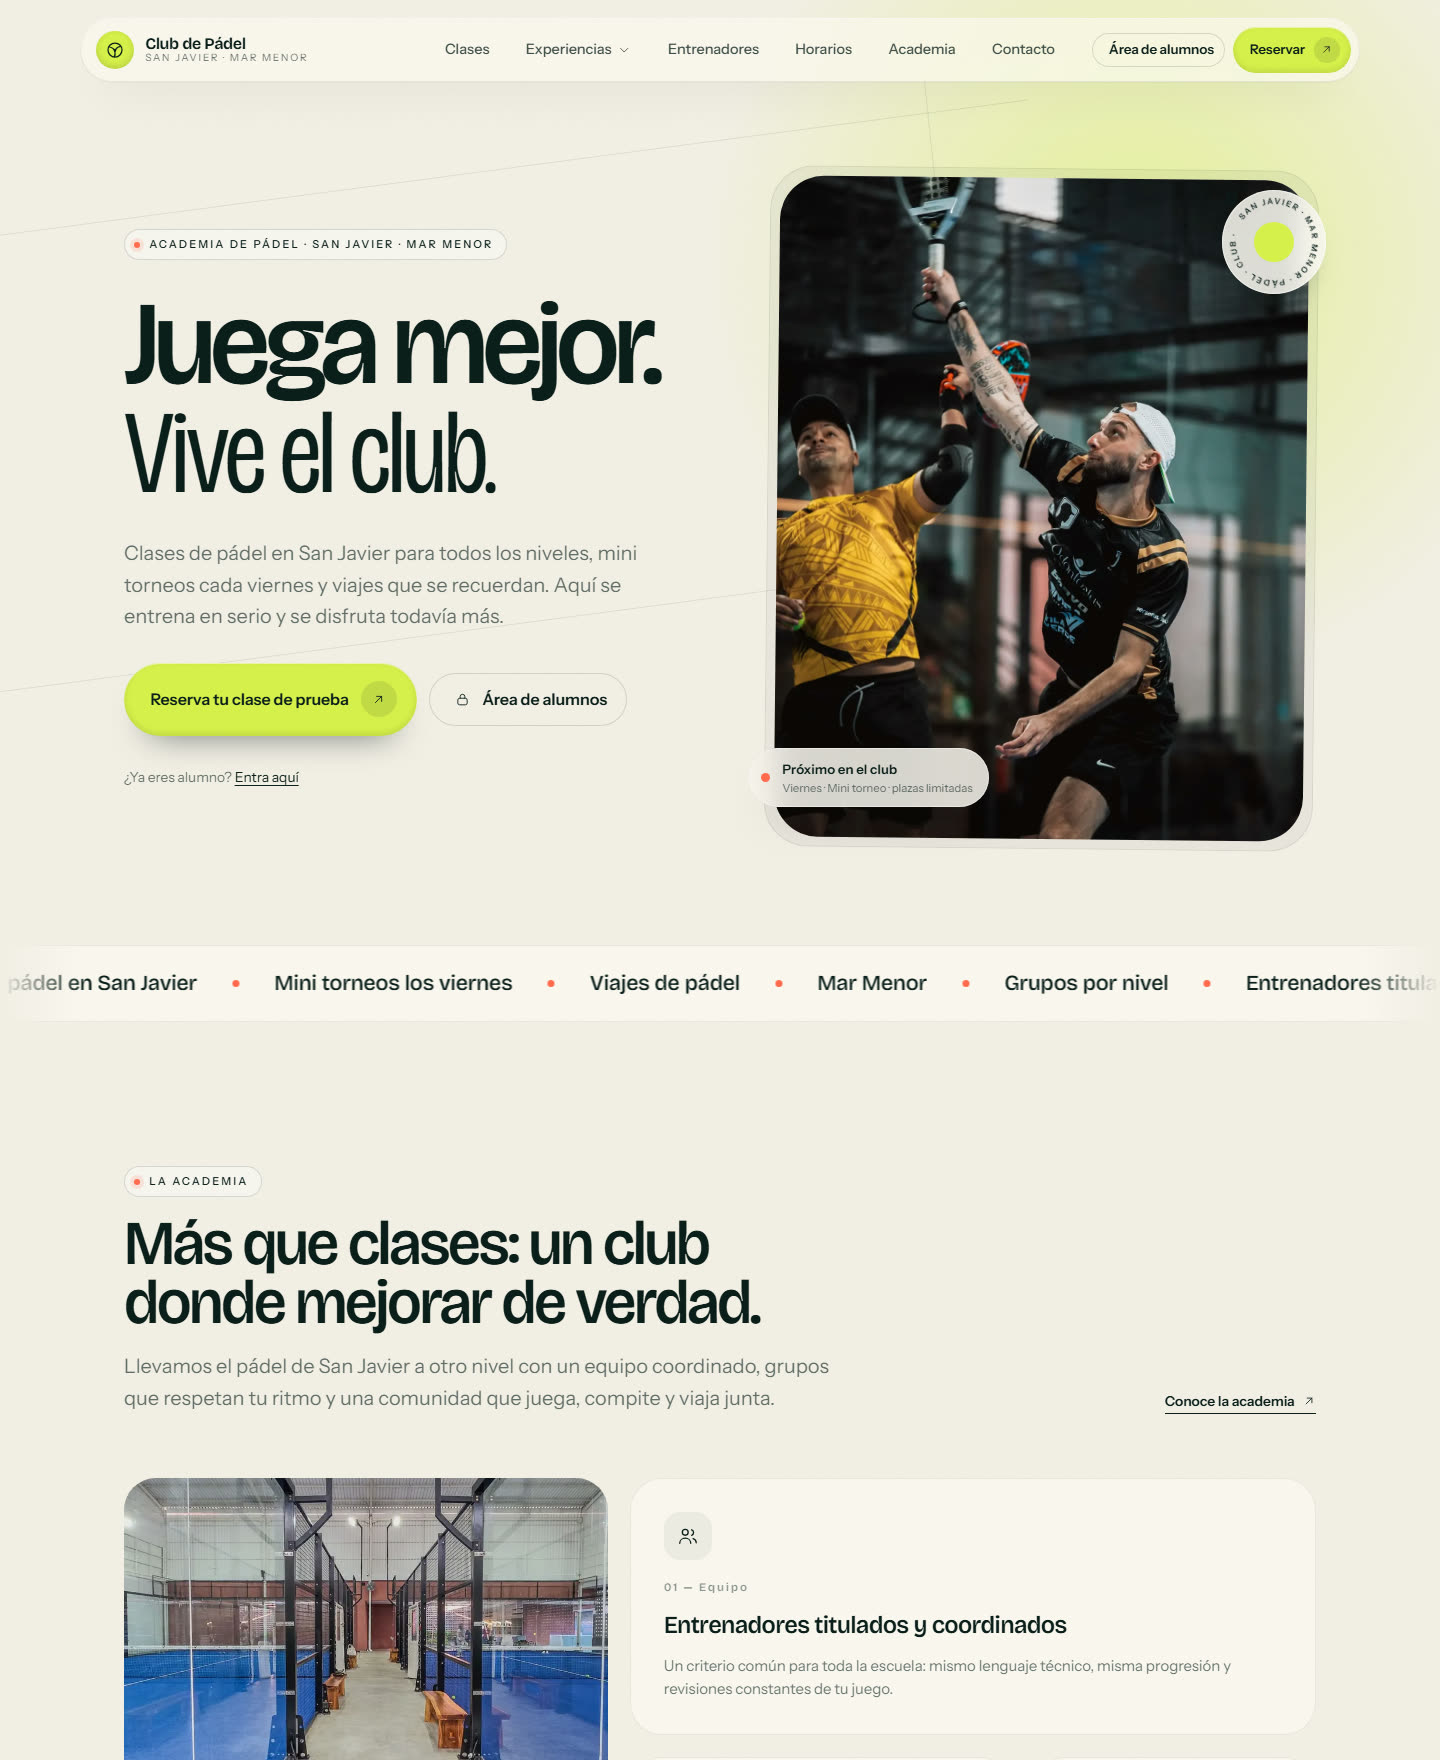 Club de Pádel
SAN JAVIER · MAR MENOR
Clases
Experiencias
Entrenadores
Horarios
Academia
Contacto
Área de alumnos
Reservar
SAN JAVIER · MAR MENOR · PÁDEL · CLUB ·
ACADEMIA DE PÁDEL · SAN JAVIER · MAR MENOR
Juega mejor.
Vive el club.
Clases de pádel en San Javier para todos los niveles, mini
torneos cada viernes y viajes que se recuerdan. Aquí se
entrena en serio y se disfruta todavía más.
Reserva tu clase de prueba
Área de alumnos
¿Ya eres alumno? Entra aquí
Próximo en el club
Viernes · Mini torneo · plazas limitadas
pádel en San Javier
Mini torneos los viernes
Viajes de pádel
Mar Menor
Grupos por nivel
Entrenadores titula
LA ACADEMIA
Más que clases: un club
donde mejorar de verdad.
Llevamos el pádel de San Javier a otro nivel con un equipo coordinado, grupos
que respetan tu ritmo y una comunidad que juega, compite y viaja junta.
Conoce la academia
01 — Equipo
Entrenadores titulados y coordinados
Un criterio común para toda la escuela: mismo lenguaje técnico, misma progresión y
revisiones constantes de tu juego.